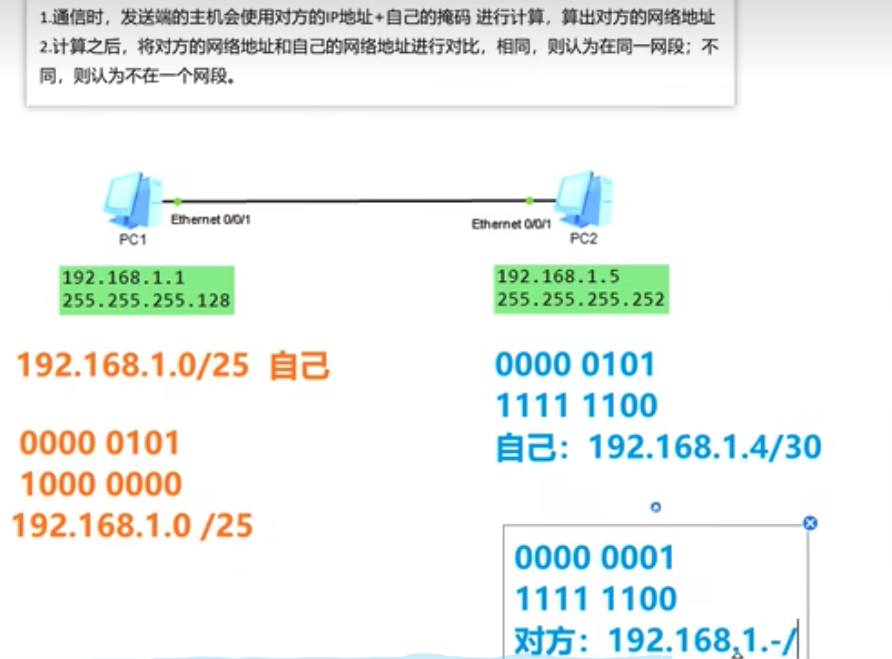 1.通信时，发送端的主机会使用对方的IP地址+自己的掩码 进行计算，算出对方的网络地址
2.计算之后，将对方的网络地址和自己的网络地址进行对比，相同，则认为在同一网段；不
同，则认为不在一个网段。
Ethernet 0/0/1
Ethernet 0/0/1
PC1
PC2
192.168.1.1
255.255.255.128
192.168.1.5
255.255.255.252
192.168.1.0/25 自己
0000 0101
1000 0000
192.168.1.0 /25
0000 0101
1111 1100
自己：192.168.1.4/30
0000 0001
1111 1100
对方：192.168.1.-/